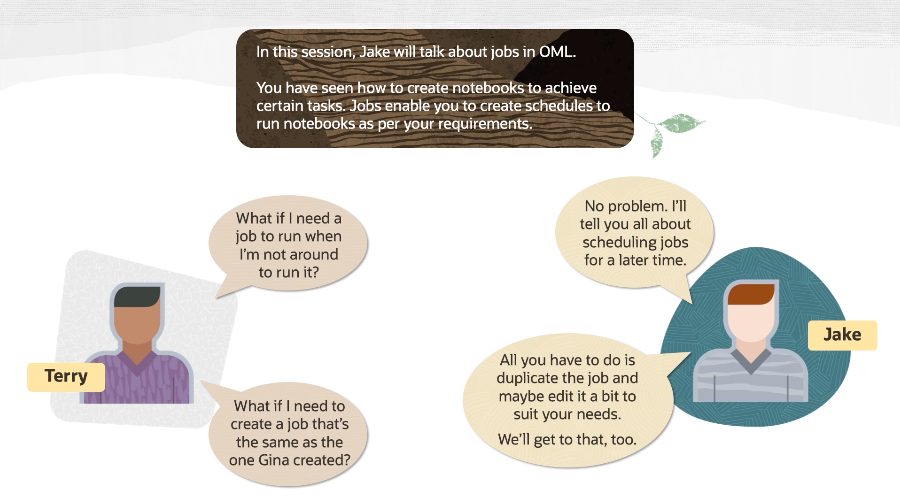 In this session, Jake will talk about jobs in OML.
You have seen how to create notebooks to achieve
certain tasks. Jobs enable you to create schedules to
run notebooks as per your requirements.
What if I need a
job to run when
I'm not around
to run it?
No problem. I'll
tell you all about
scheduling jobs
for a later time.
Jake
Terry
What if I need to
create a job that's
the same as the
one Gina created?
All you have to do is
duplicate the job and
maybe edit it a bit to
suit your needs.
We'll get to that, too.